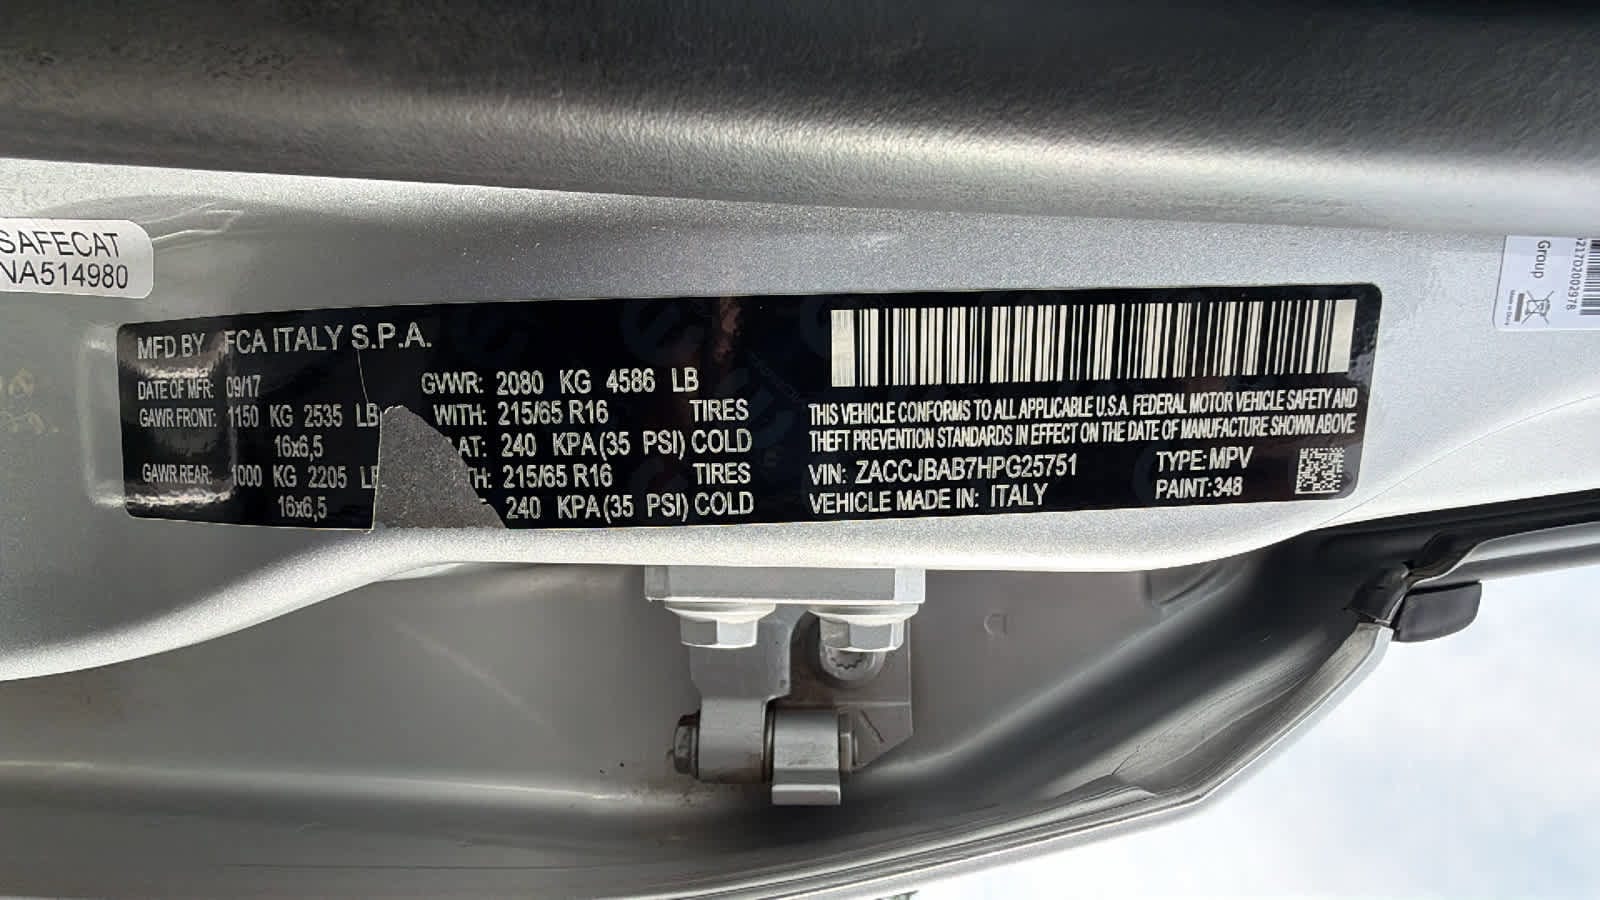 SAFECAT
NA514980
2170202978
Group
MFD BY FCA ITALY S.P.A.
DATE OF MFR: 09/17 GVWR: 2080 KG 4586 LB
GAWR FRONT: 1150 KG 2535 LB WITH: 215/65 R16 TIRES
16x6,5 AT: 240 KPA(35 PSI) COLD
GAWR REAR: 1000 KG 2205 LB TH: 215/65 R16 TIRES
16x6,5 240 KPA(35 PSI) COLD
THIS VEHICLE CONFORMS TO ALL APPLICABLE U.S.A. FEDERAL MOTOR VEHICLE SAFETY AND
THEFT PREVENTION STANDARDS IN EFFECT ON THE DATE OF MANUFACTURE SHOWN ABOVE
VIN: ZACCJBAB7HPG25751 TYPE: MPV
VEHICLE MADE IN: ITALY PAINT: 348